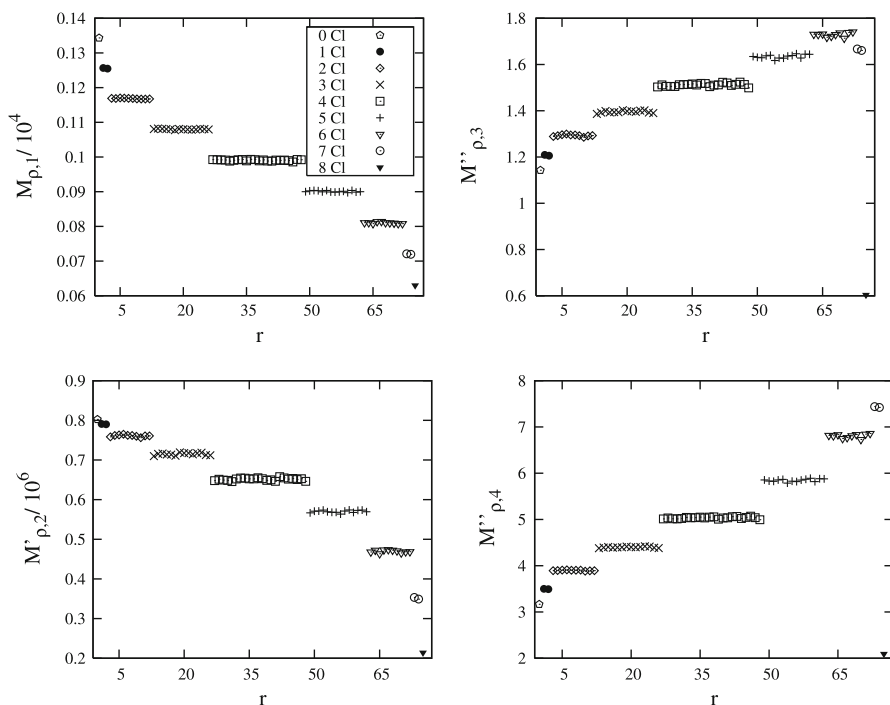 0.14
0.13
0.12
0.11
0.1
0.09
0.08
0.07
0.06
M_ρ,1 / 10^4
5 20 35 50 65
r
0 Cl
1 Cl
2 Cl
3 Cl
4 Cl
5 Cl
6 Cl
7 Cl
8 Cl
1.8
1.6
1.4
1.2
1
0.8
0.6
M''_ρ,3
5 20 35 50 65
r
0.9
0.8
0.7
0.6
0.5
0.4
0.3
0.2
M'_ρ,2 / 10^6
5 20 35 50 65
r
8
7
6
5
4
3
2
M''_ρ,4
5 20 35 50 65
r